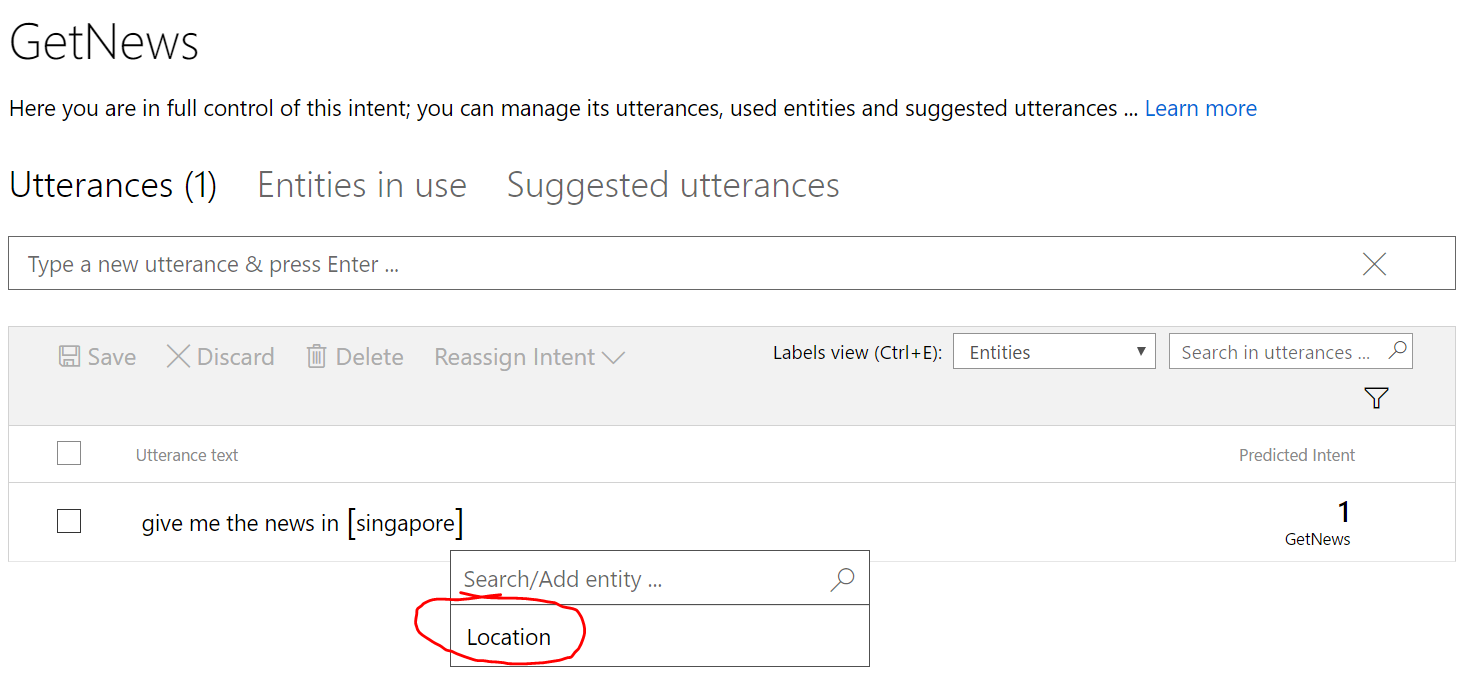 GetNews
Here you are in full control of this intent; you can manage its utterances, used entities and suggested utterances ... Learn more
Utterances (1) Entities in use Suggested utterances
Type a new utterance & press Enter ...
Save Discard Delete Reassign Intent Labels view (Ctrl+E): Entities Search in utterances ...
Utterance text Predicted Intent
give me the news in [singapore] 1
GetNews
Search/Add entity ...
Location